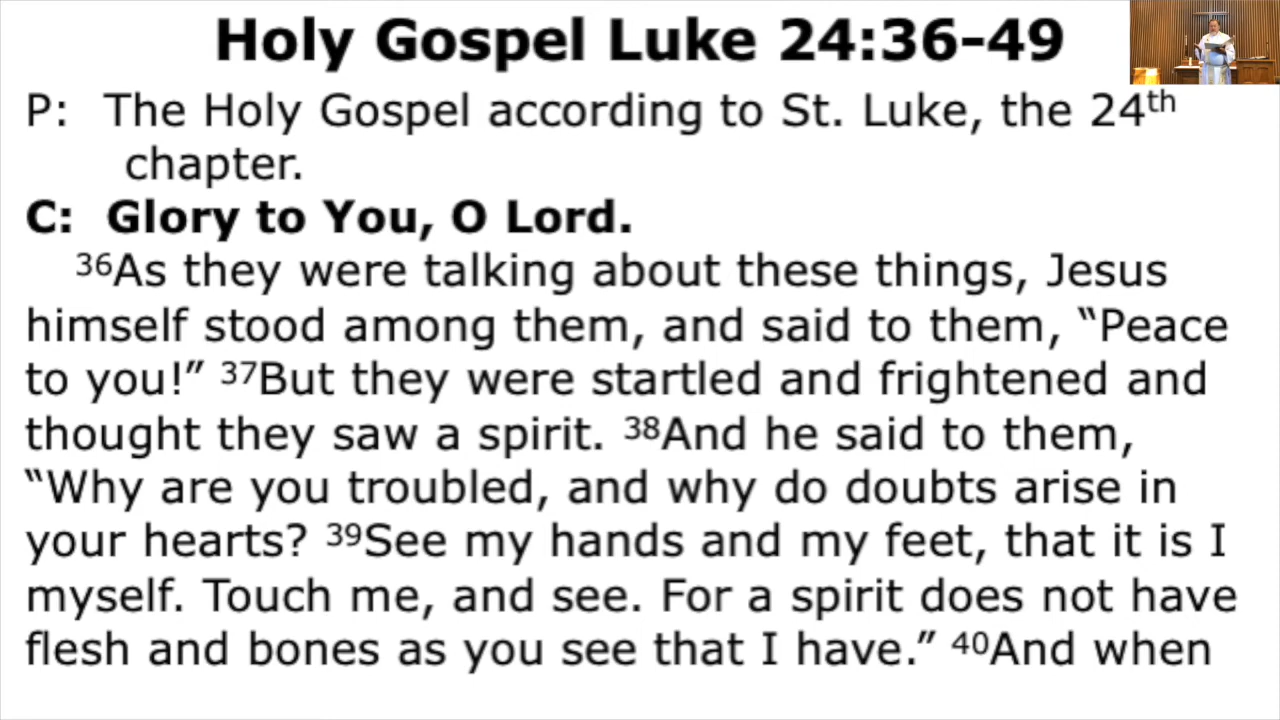 Holy Gospel Luke 24:36-49
P: The Holy Gospel according to St. Luke, the 24th
chapter.
C: Glory to You, O Lord.
36As they were talking about these things, Jesus
himself stood among them, and said to them, “Peace
to you!” 37But they were startled and frightened and
thought they saw a spirit. 38And he said to them,
“Why are you troubled, and why do doubts arise in
your hearts? 39See my hands and my feet, that it is I
myself. Touch me, and see. For a spirit does not have
flesh and bones as you see that I have.” 40And when